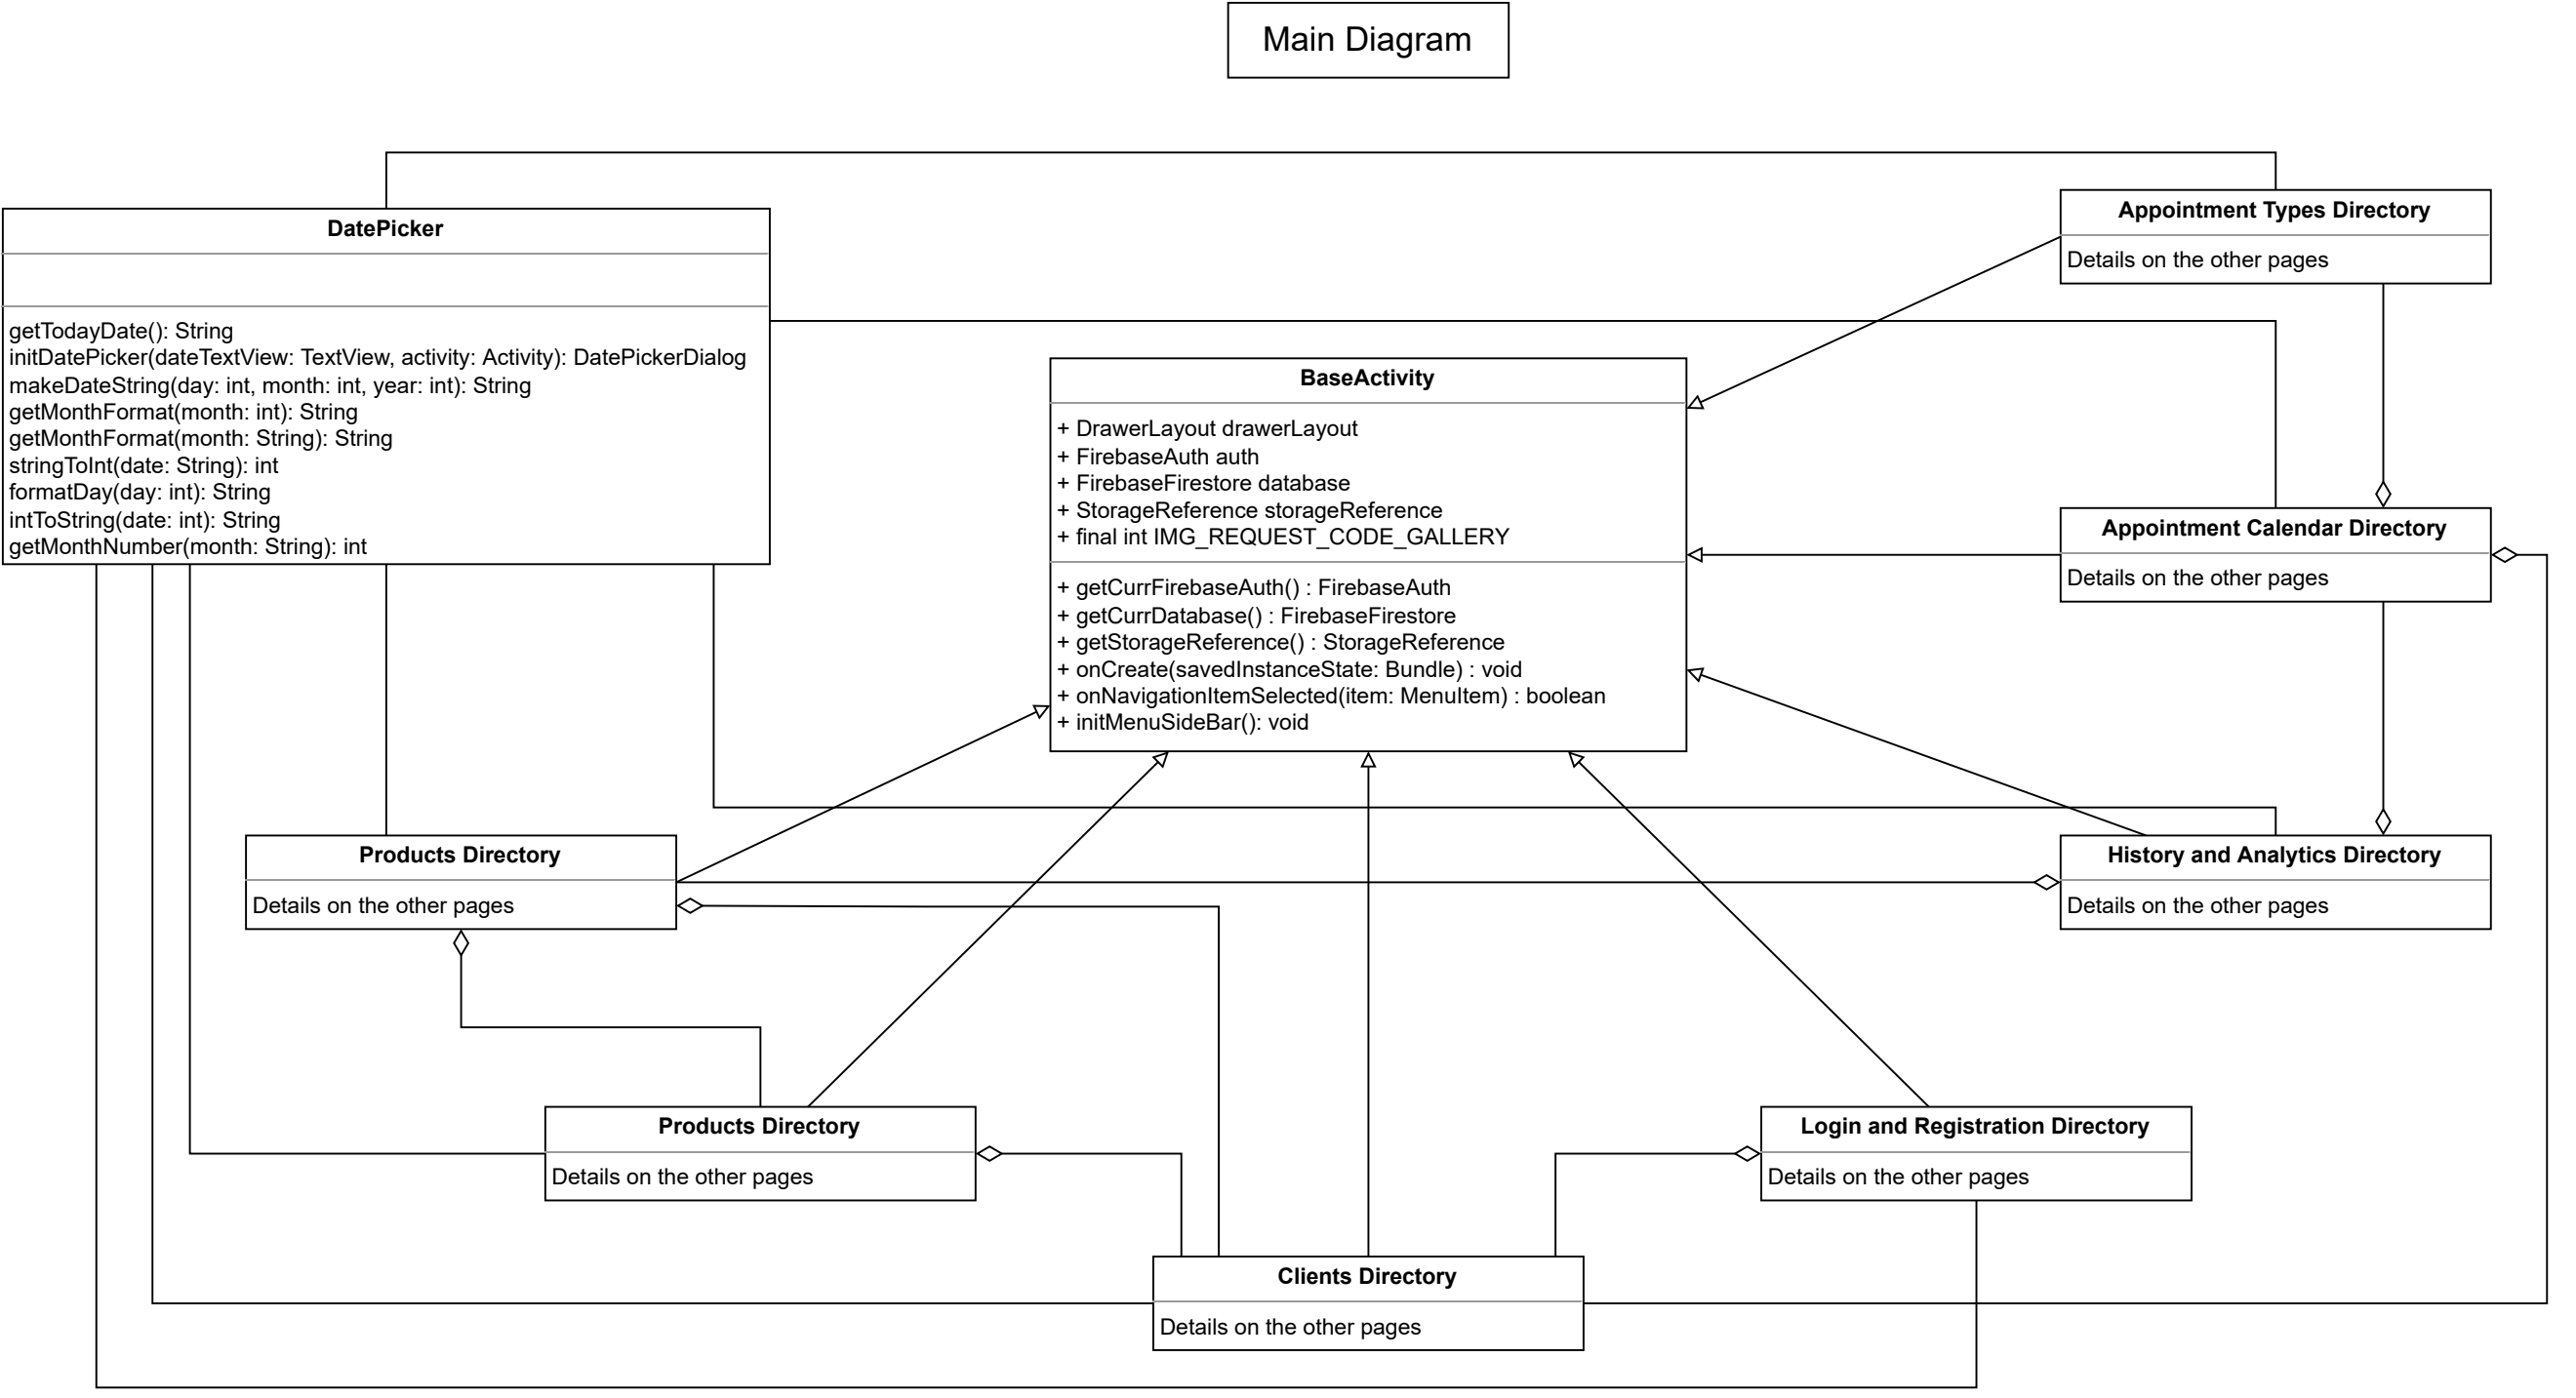 Main Diagram
DatePicker
getTodayDate(): String
initDatePicker(dateTextView: TextView, activity: Activity): DatePickerDialog
makeDateString(day: int, month: int, year: int): String
getMonthFormat(month: int): String
getMonthFormat(month: String): String
stringToInt(date: String): int
formatDay(day: int): String
intToString(date: int): String
getMonthNumber(month: String): int
Appointment Types Directory
Details on the other pages
BaseActivity
+ DrawerLayout drawerLayout
+ FirebaseAuth auth
+ FirebaseFirestore database
+ StorageReference storageReference
+ final int IMG_REQUEST_CODE_GALLERY
+ getCurrFirebaseAuth() : FirebaseAuth
+ getCurrDatabase() : FirebaseFirestore
+ getStorageReference() : StorageReference
+ onCreate(savedInstanceState: Bundle) : void
+ onNavigationItemSelected(item: MenuItem) : boolean
+ initMenuSideBar(): void
Appointment Calendar Directory
Details on the other pages
Products Directory
Details on the other pages
History and Analytics Directory
Details on the other pages
Products Directory
Details on the other pages
Login and Registration Directory
Details on the other pages
Clients Directory
Details on the other pages